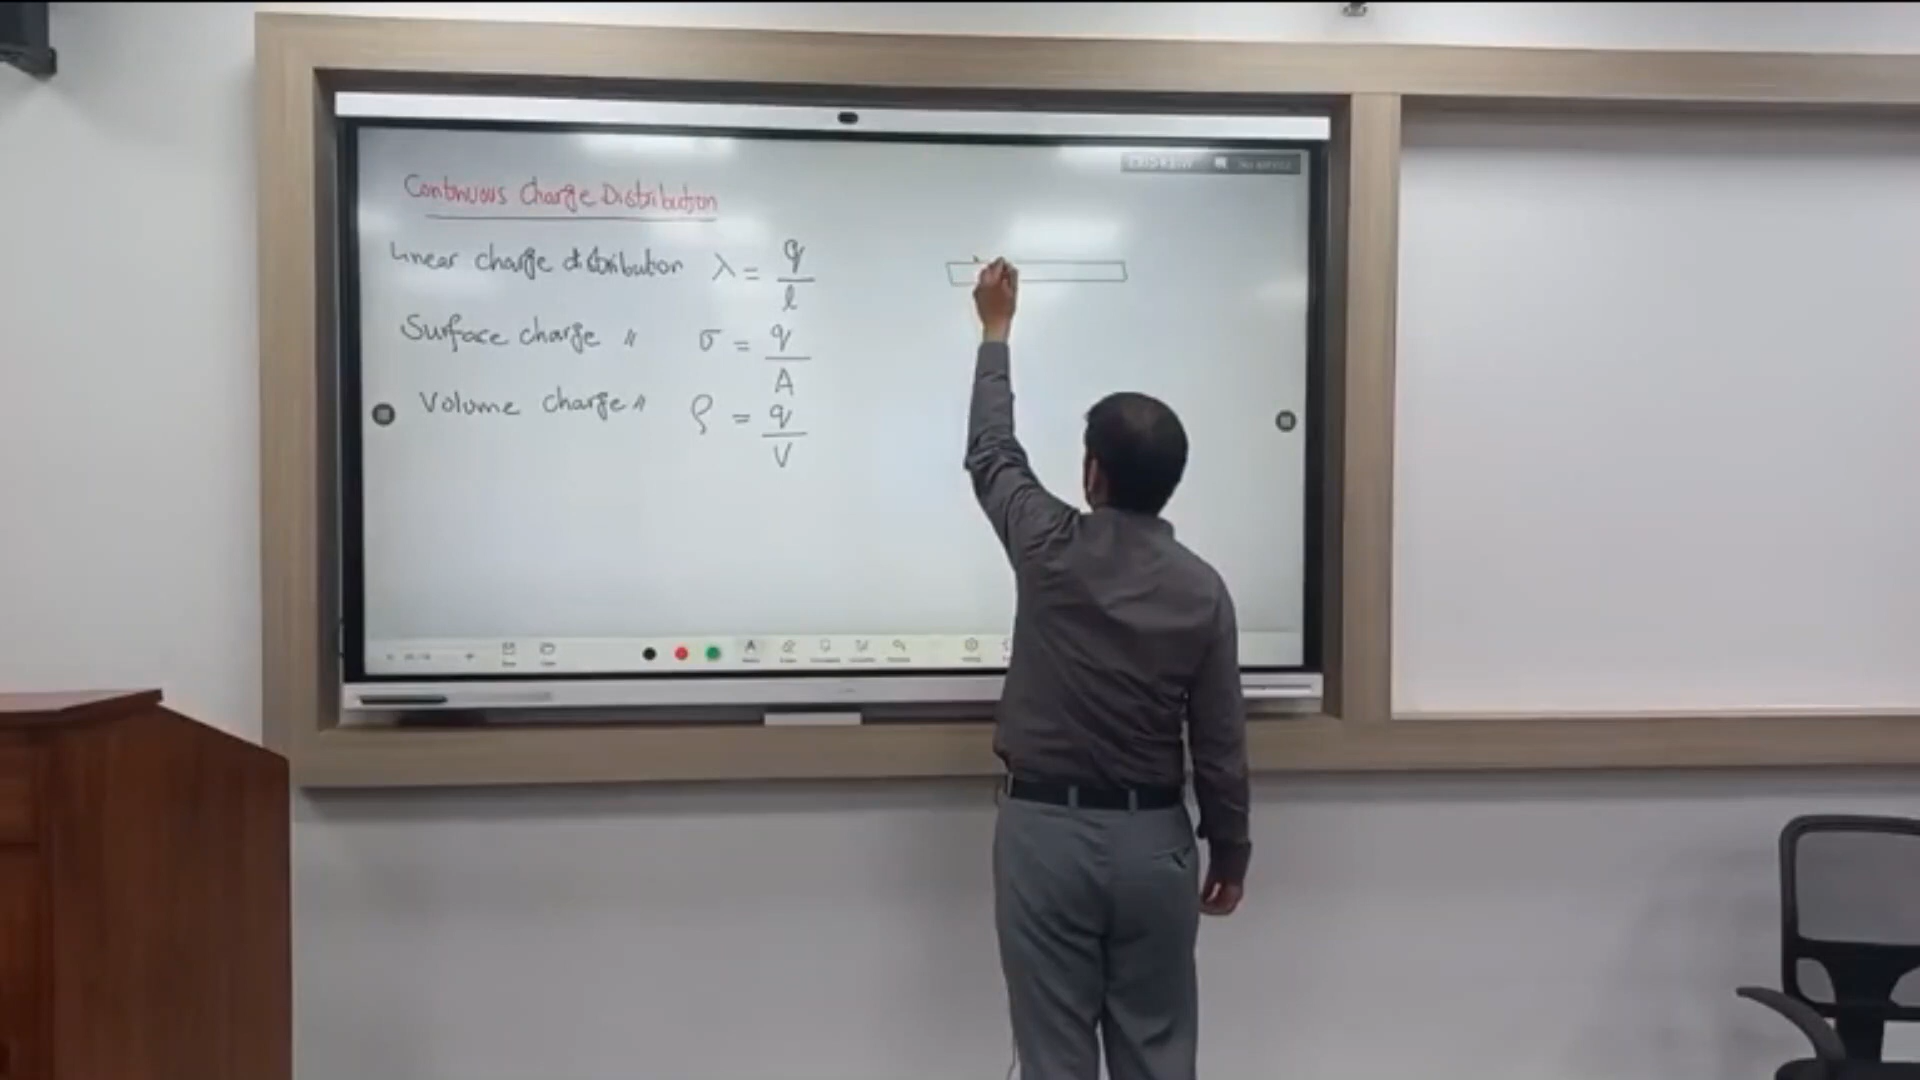 Continuous Charge Distribution
Linear charge distribution λ = q/l
Surface charge 〃 σ = q/A
Volume charge 〃 ρ = q/V